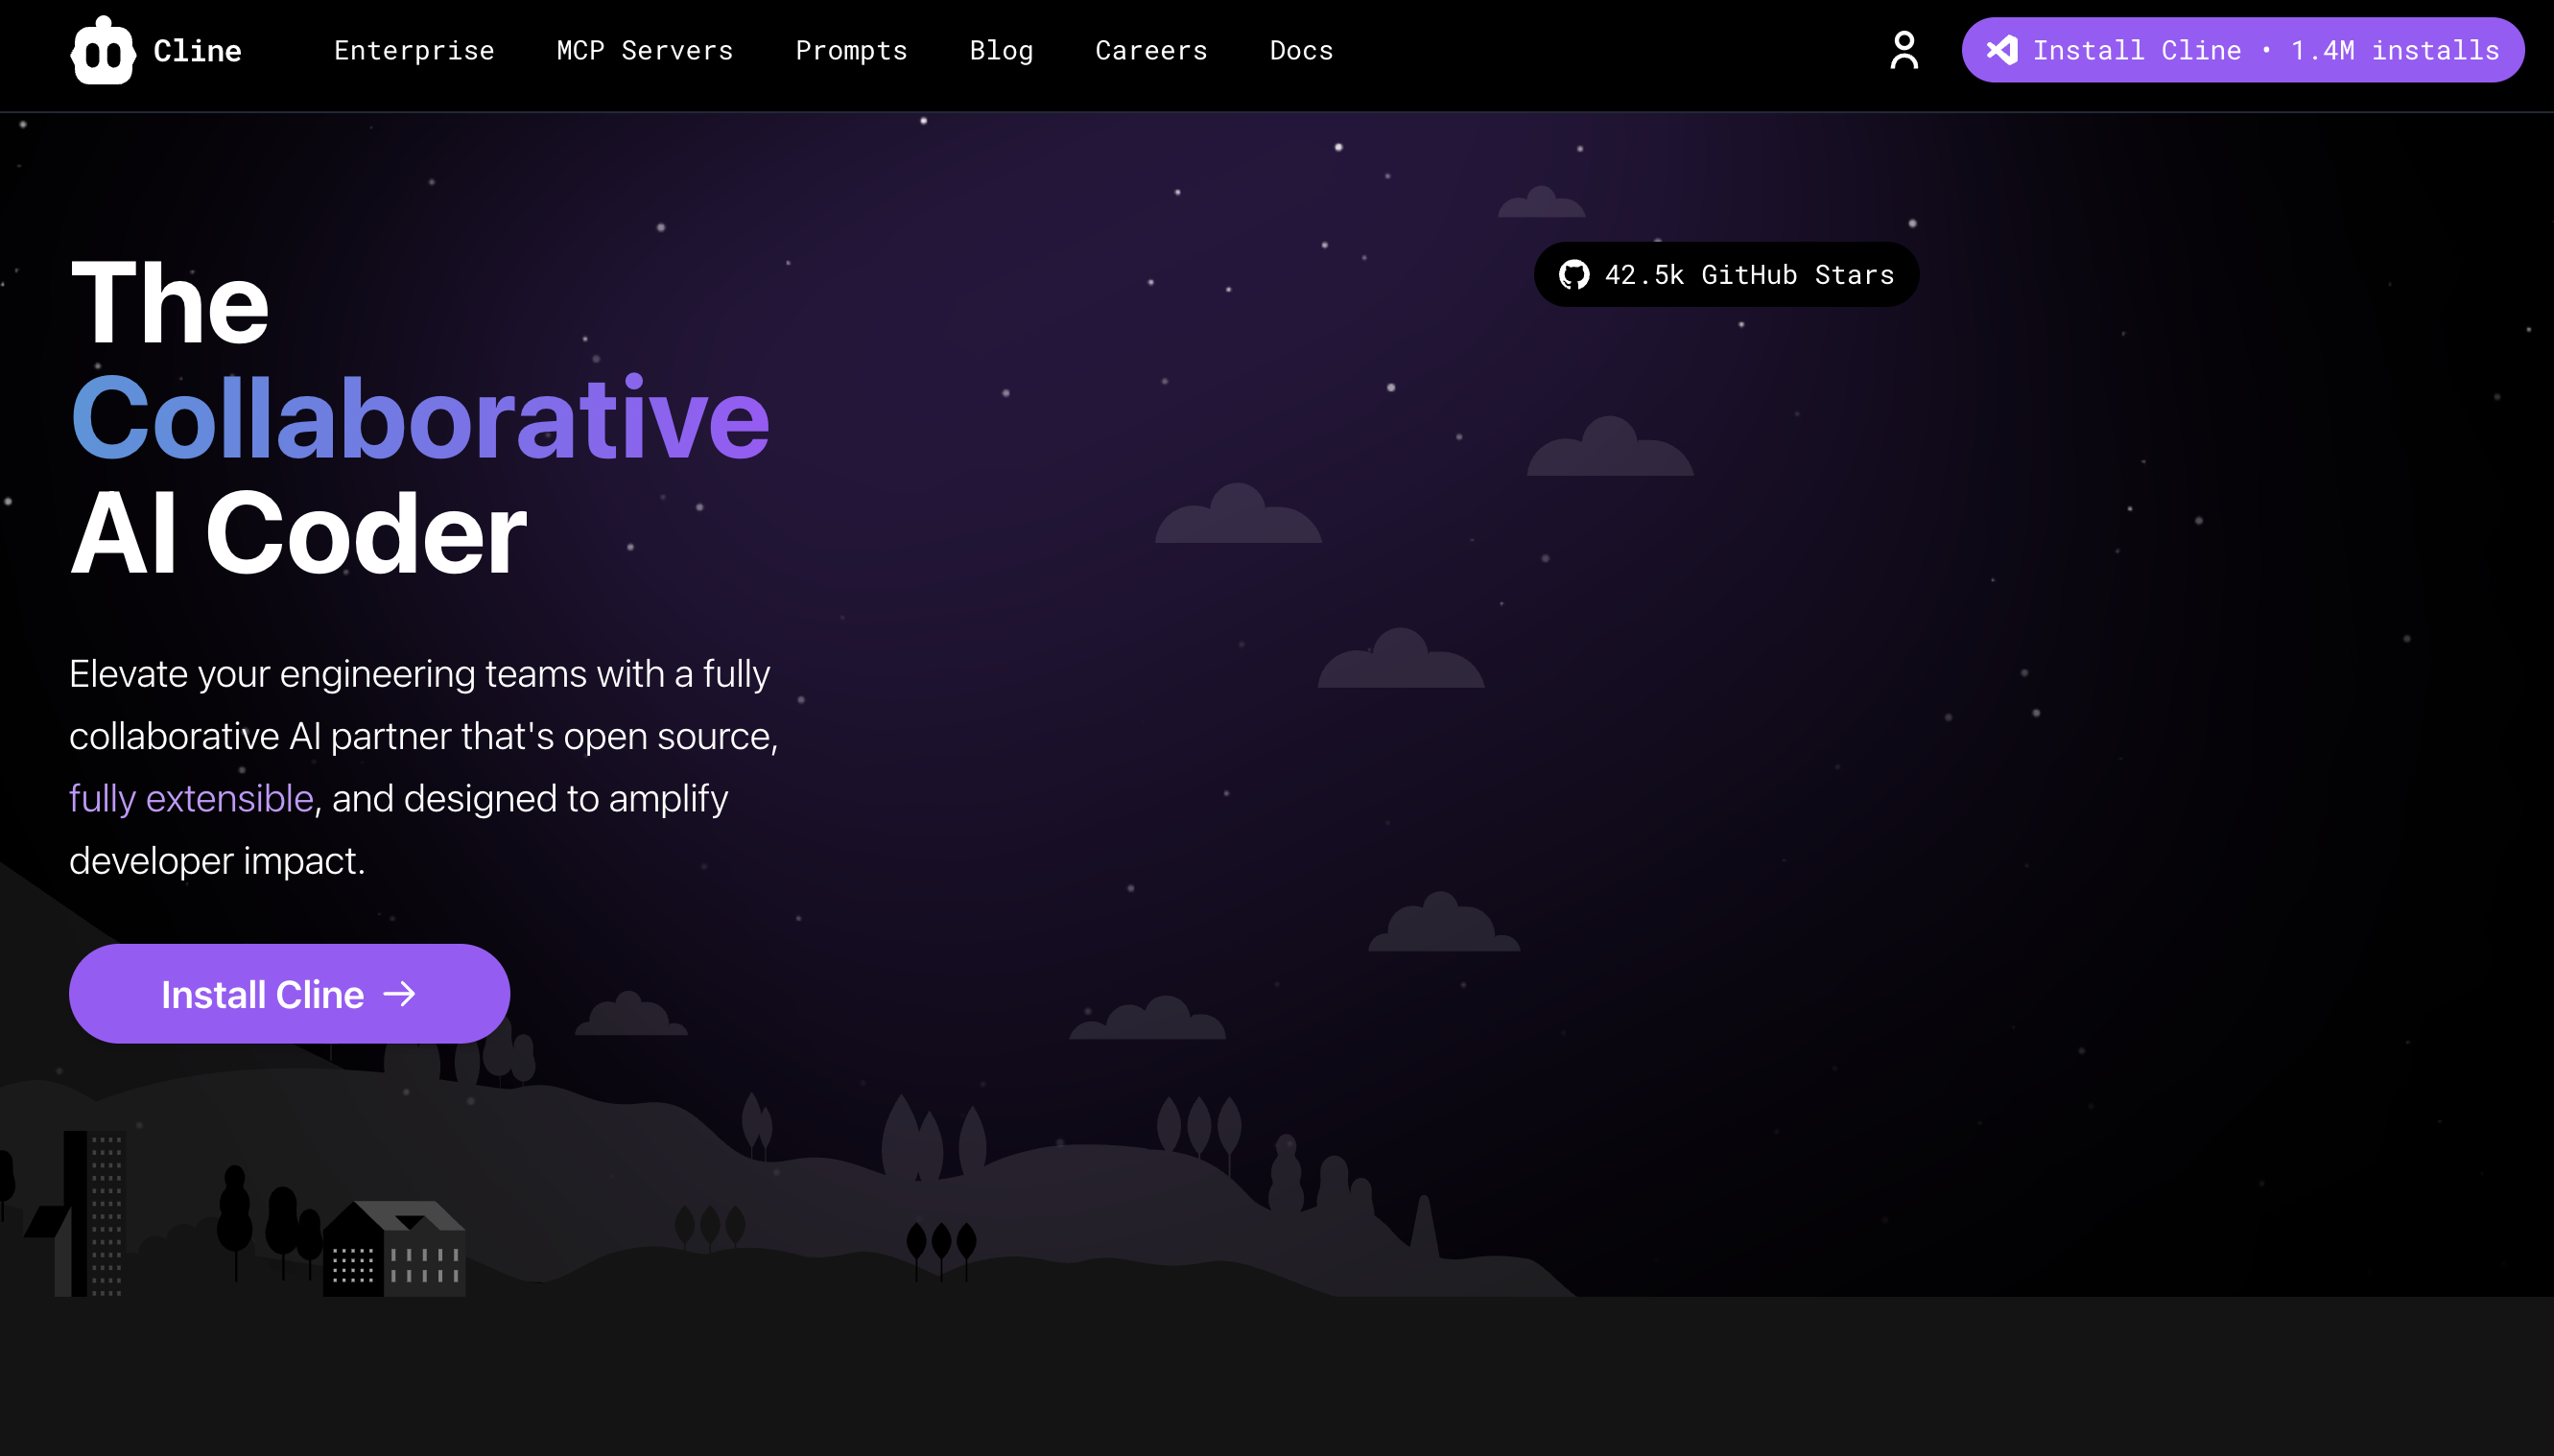 Cline
Enterprise
MCP Servers
Prompts
Blog
Careers
Docs
Install Cline • 1.4M installs
42.5k GitHub Stars
The
Collaborative
AI Coder
Elevate your engineering teams with a fully
collaborative AI partner that's open source,
fully extensible, and designed to amplify
developer impact.
Install Cline →